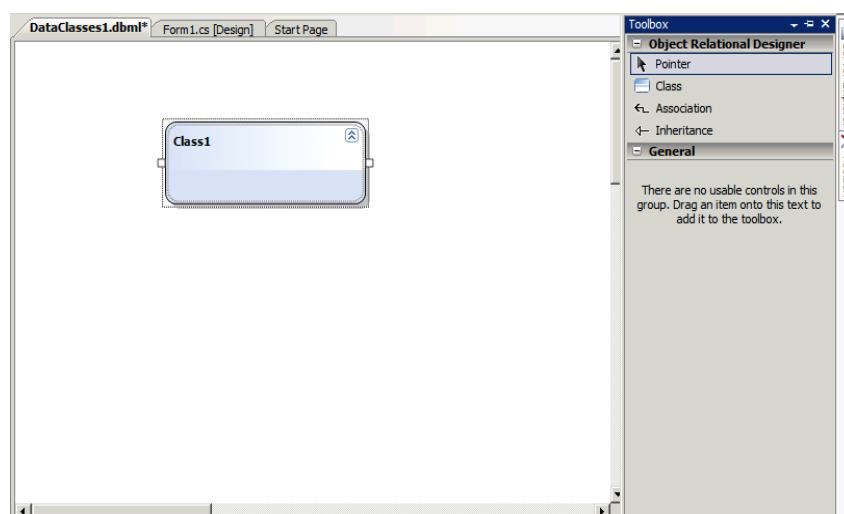 DataClasses1.dbml*
Form1.cs [Design]
Start Page
Class1
Toolbox
Object Relational Designer
Pointer
Class
Association
Inheritance
General
There are no usable controls in this
group. Drag an item onto this text to
add it to the toolbox.